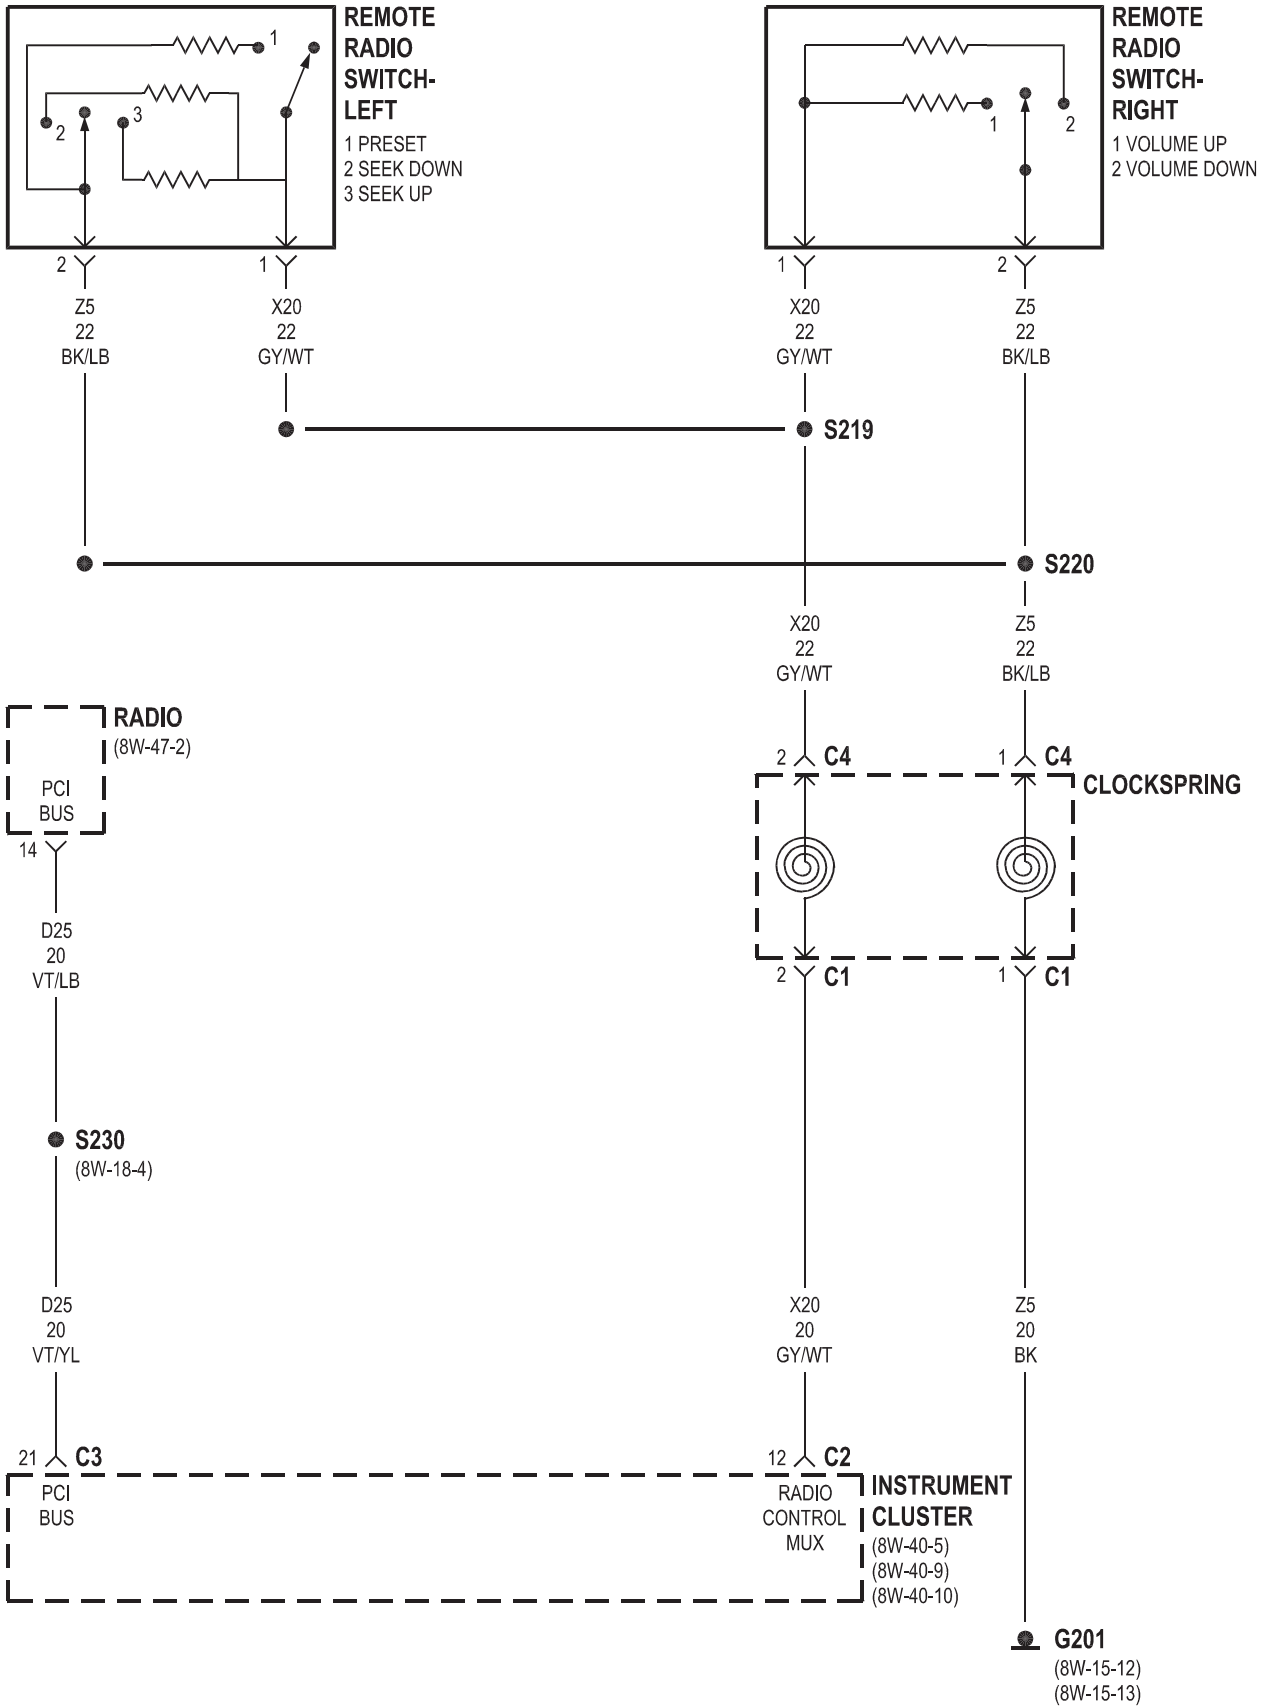 REMOTE
RADIO
SWITCH-
LEFT
1 PRESET
2 SEEK DOWN
3 SEEK UP
1
2
3
REMOTE
RADIO
SWITCH-
RIGHT
1 VOLUME UP
2 VOLUME DOWN
1
2
2
1
1
2
Z5
22
BK/LB
X20
22
GY/WT
X20
22
GY/WT
Z5
22
BK/LB
S219
S220
X20
22
GY/WT
Z5
22
BK/LB
RADIO
(8W-47-2)
PCI
BUS
14
2
C4
1
C4
CLOCKSPRING
D25
20
VT/LB
2
C1
1
C1
S230
(8W-18-4)
D25
20
VT/YL
X20
20
GY/WT
Z5
20
BK
21
C3
12
C2
PCI
BUS
RADIO
CONTROL
MUX
INSTRUMENT
CLUSTER
(8W-40-5)
(8W-40-9)
(8W-40-10)
G201
(8W-15-12)
(8W-15-13)